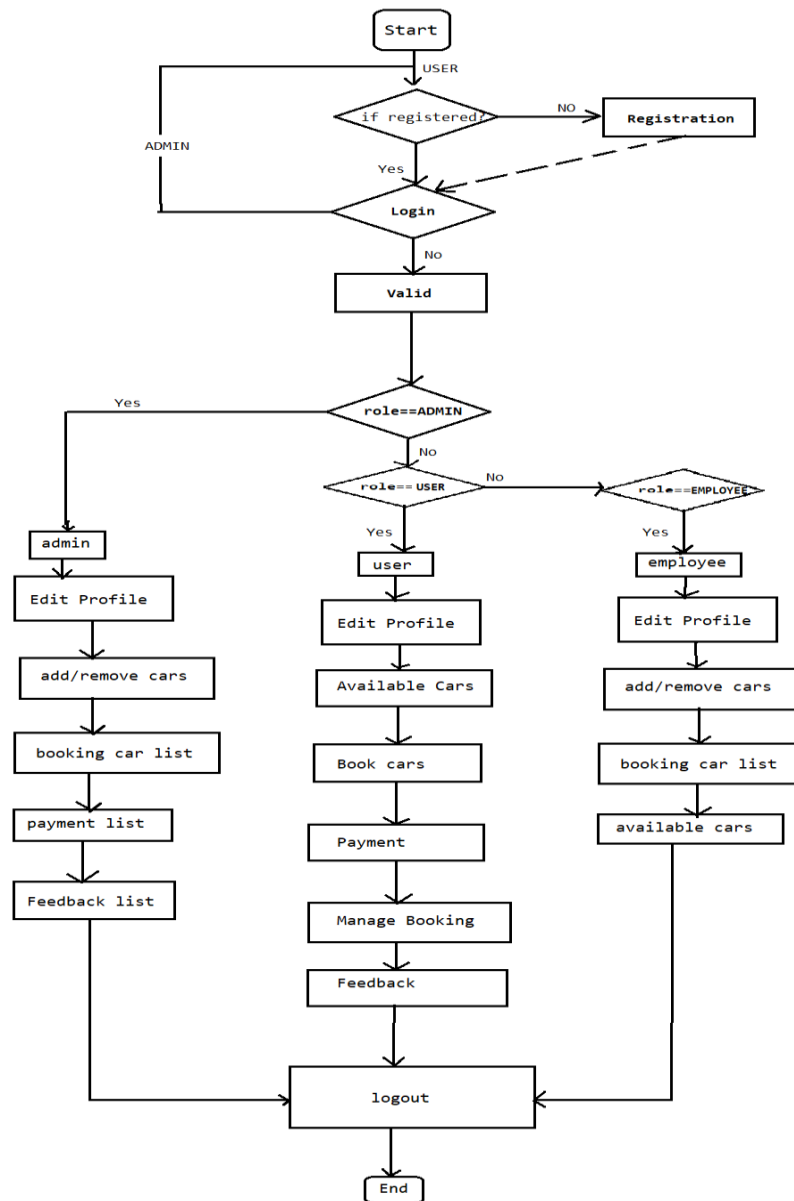 Start
USER
if registered?
NO
Registration
ADMIN
Yes
Login
No
Valid
Yes
role==ADMIN
No
role==USER
No
role==EMPLOYEE
Yes
Yes
admin
user
employee
Edit Profile
Edit Profile
Edit Profile
add/remove cars
Available Cars
add/remove cars
booking car list
Book cars
booking car list
payment list
Payment
available cars
Feedback list
Manage Booking
Feedback
logout
End